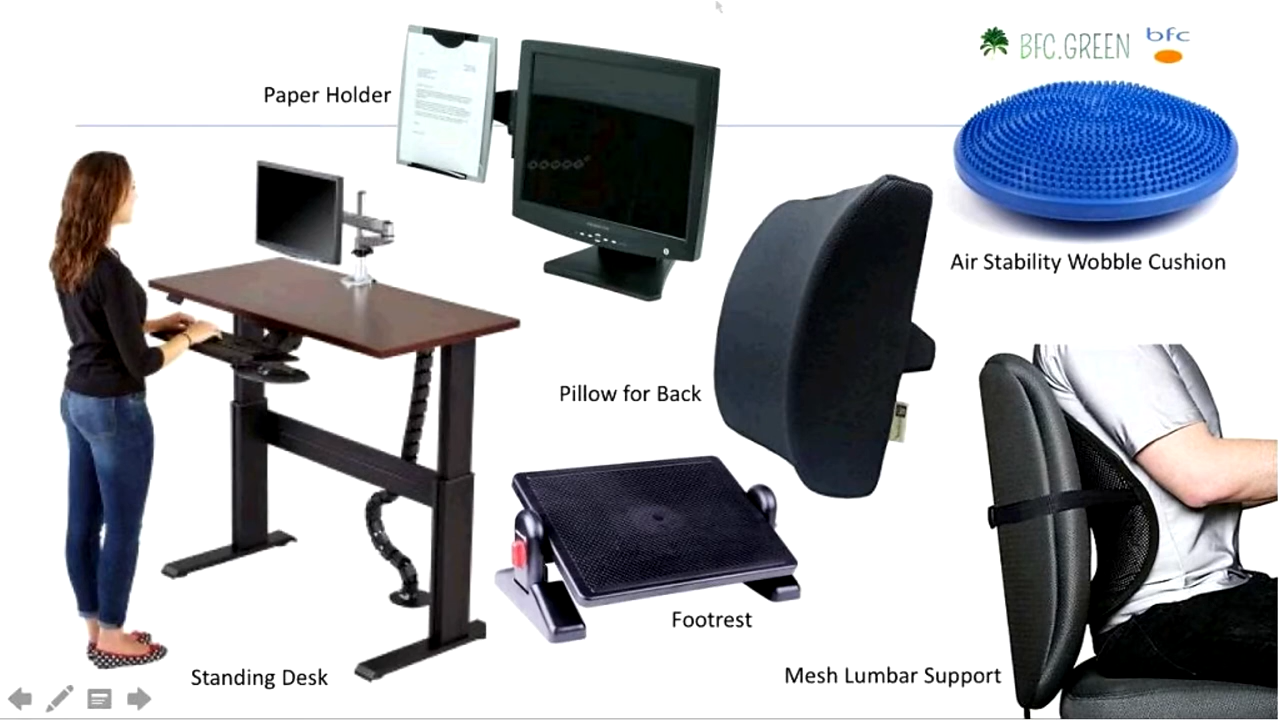 BFC.GREEN
bfc
Paper Holder
Air Stability Wobble Cushion
Pillow for Back
Footrest
Standing Desk
Mesh Lumbar Support